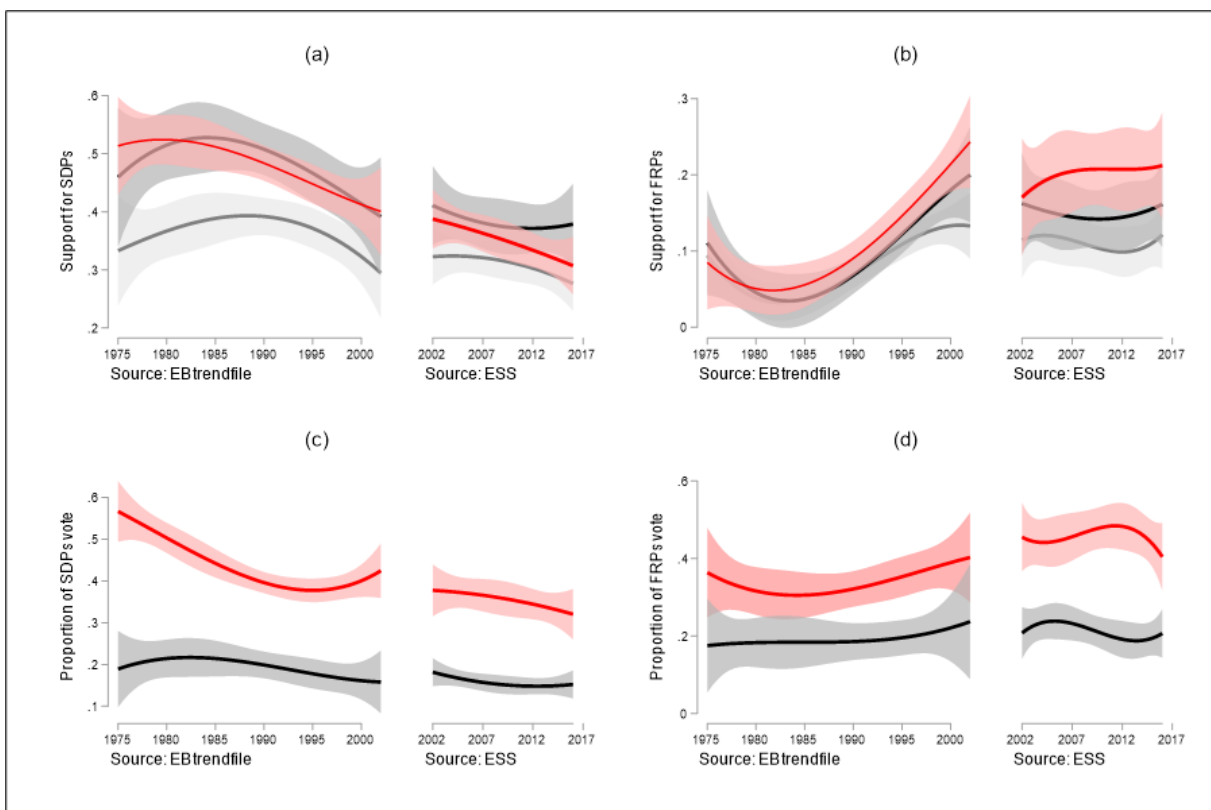 (a)
Support for SDPs
.6
.5
.4
.3
.2
1975 1980 1985 1990 1995 2000
Source: EBtrendfile
2002 2007 2012 2017
Source: ESS
(b)
Support for FRPs
.3
.2
.1
0
1975 1980 1985 1990 1995 2000
Source: EBtrendfile
2002 2007 2012 2017
Source: ESS
(c)
Proportion of SDPs vote
.6
.5
.4
.3
.2
.1
1975 1980 1985 1990 1995 2000
Source: EBtrendfile
2002 2007 2012 2017
Source: ESS
(d)
Proportion of FRPs vote
.6
.4
.2
0
1975 1980 1985 1990 1995 2000
Source: EBtrendfile
2002 2007 2012 2017
Source: ESS